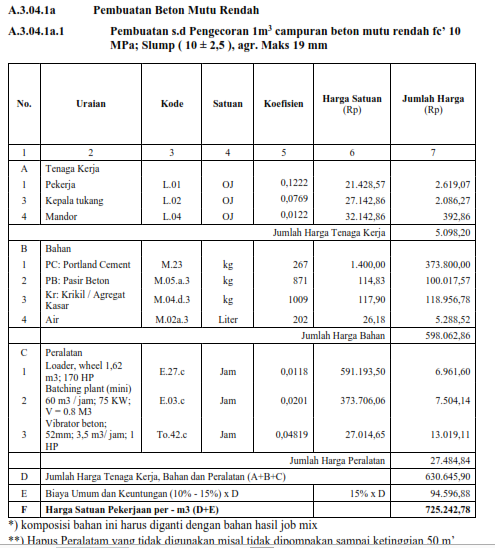 A.3.04.1a Pembuatan Beton Mutu Rendah
A.3.04.1a.1 Pembuatan s.d Pengecoran 1m³ campuran beton mutu rendah fc' 10
MPa; Slump ( 10 ± 2,5 ), agr. Maks 19 mm
No. Uraian Kode Satuan Koefisien Harga Satuan (Rp) Jumlah Harga (Rp)
1 2 3 4 5 6 7
A Tenaga Kerja
1 Pekerja L.01 OJ 0,1222 21.428,57 2.619,07
3 Kepala tukang L.02 OJ 0,0769 27.142,86 2.086,27
4 Mandor L.04 OJ 0,0122 32.142,86 392,86
Jumlah Harga Tenaga Kerja 5.098,20
B Bahan
1 PC: Portland Cement M.23 kg 267 1.400,00 373.800,00
2 PB: Pasir Beton M.05.a.3 kg 871 114,83 100.017,57
3 Kr: Krikil / Agregat Kasar M.04.d.3 kg 1009 117,90 118.956,78
4 Air M.02a.3 Liter 202 26,18 5.288,52
Jumlah Harga Bahan 598.062,86
C Peralatan
1 Loader, wheel 1,62 m3; 170 HP E.27.c Jam 0,0118 591.193,50 6.961,60
2 Batching plant (mini) 60 m3 / jam; 75 KW; V = 0.8 M3 E.03.c Jam 0,0201 373.706,06 7.504,14
3 Vibrator beton; 52mm; 3,5 m3/ jam; 1 HP To.42.c Jam 0,04819 27.014,65 13.019,11
Jumlah Harga Peralatan 27.484,84
D Jumlah Harga Tenaga Kerja, Bahan dan Peralatan (A+B+C) 630.645,90
E Biaya Umum dan Keuntungan (10% - 15%) x D 15% x D 94.596,88
F Harga Satuan Pekerjaan per - m3 (D+E) 725.242,78
*) komposisi bahan ini harus diganti dengan bahan hasil job mix
**) Hapus Peralatam yang tidak digunakan misal tidak dipompakan sampai ketinggian 50 m'